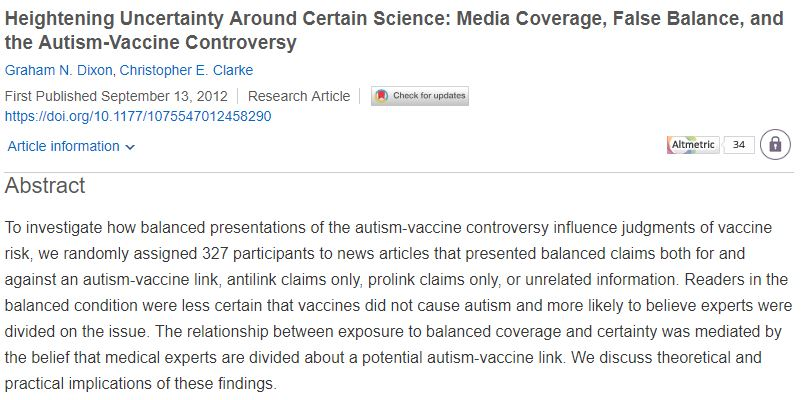 Heightening Uncertainty Around Certain Science: Media Coverage, False Balance, and
the Autism-Vaccine Controversy
Graham N. Dixon, Christopher E. Clarke
First Published September 13, 2012 Research Article Check for updates
https://doi.org/10.1177/1075547012458290
Article information
Altmetric 34
Abstract
To investigate how balanced presentations of the autism-vaccine controversy influence judgments of vaccine
risk, we randomly assigned 327 participants to news articles that presented balanced claims both for and
against an autism-vaccine link, antilink claims only, prolink claims only, or unrelated information. Readers in the
balanced condition were less certain that vaccines did not cause autism and more likely to believe experts were
divided on the issue. The relationship between exposure to balanced coverage and certainty was mediated by
the belief that medical experts are divided about a potential autism-vaccine link. We discuss theoretical and
practical implications of these findings.